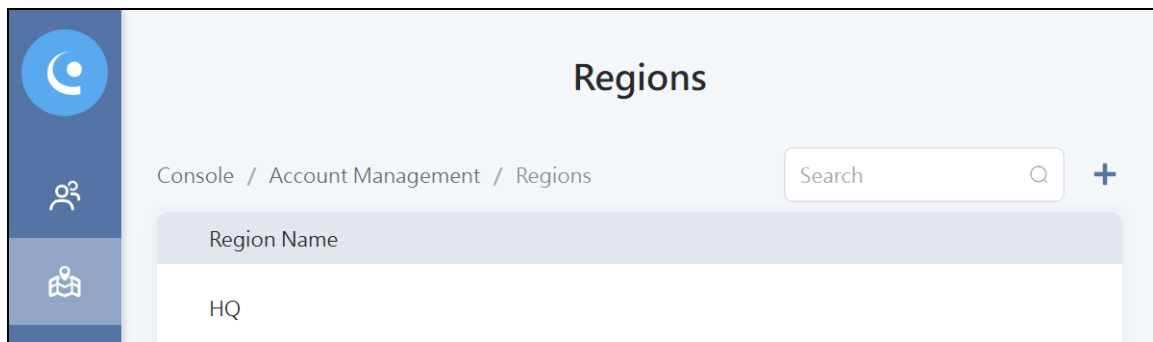 Regions
Console / Account Management / Regions
Search
Region Name
HQ